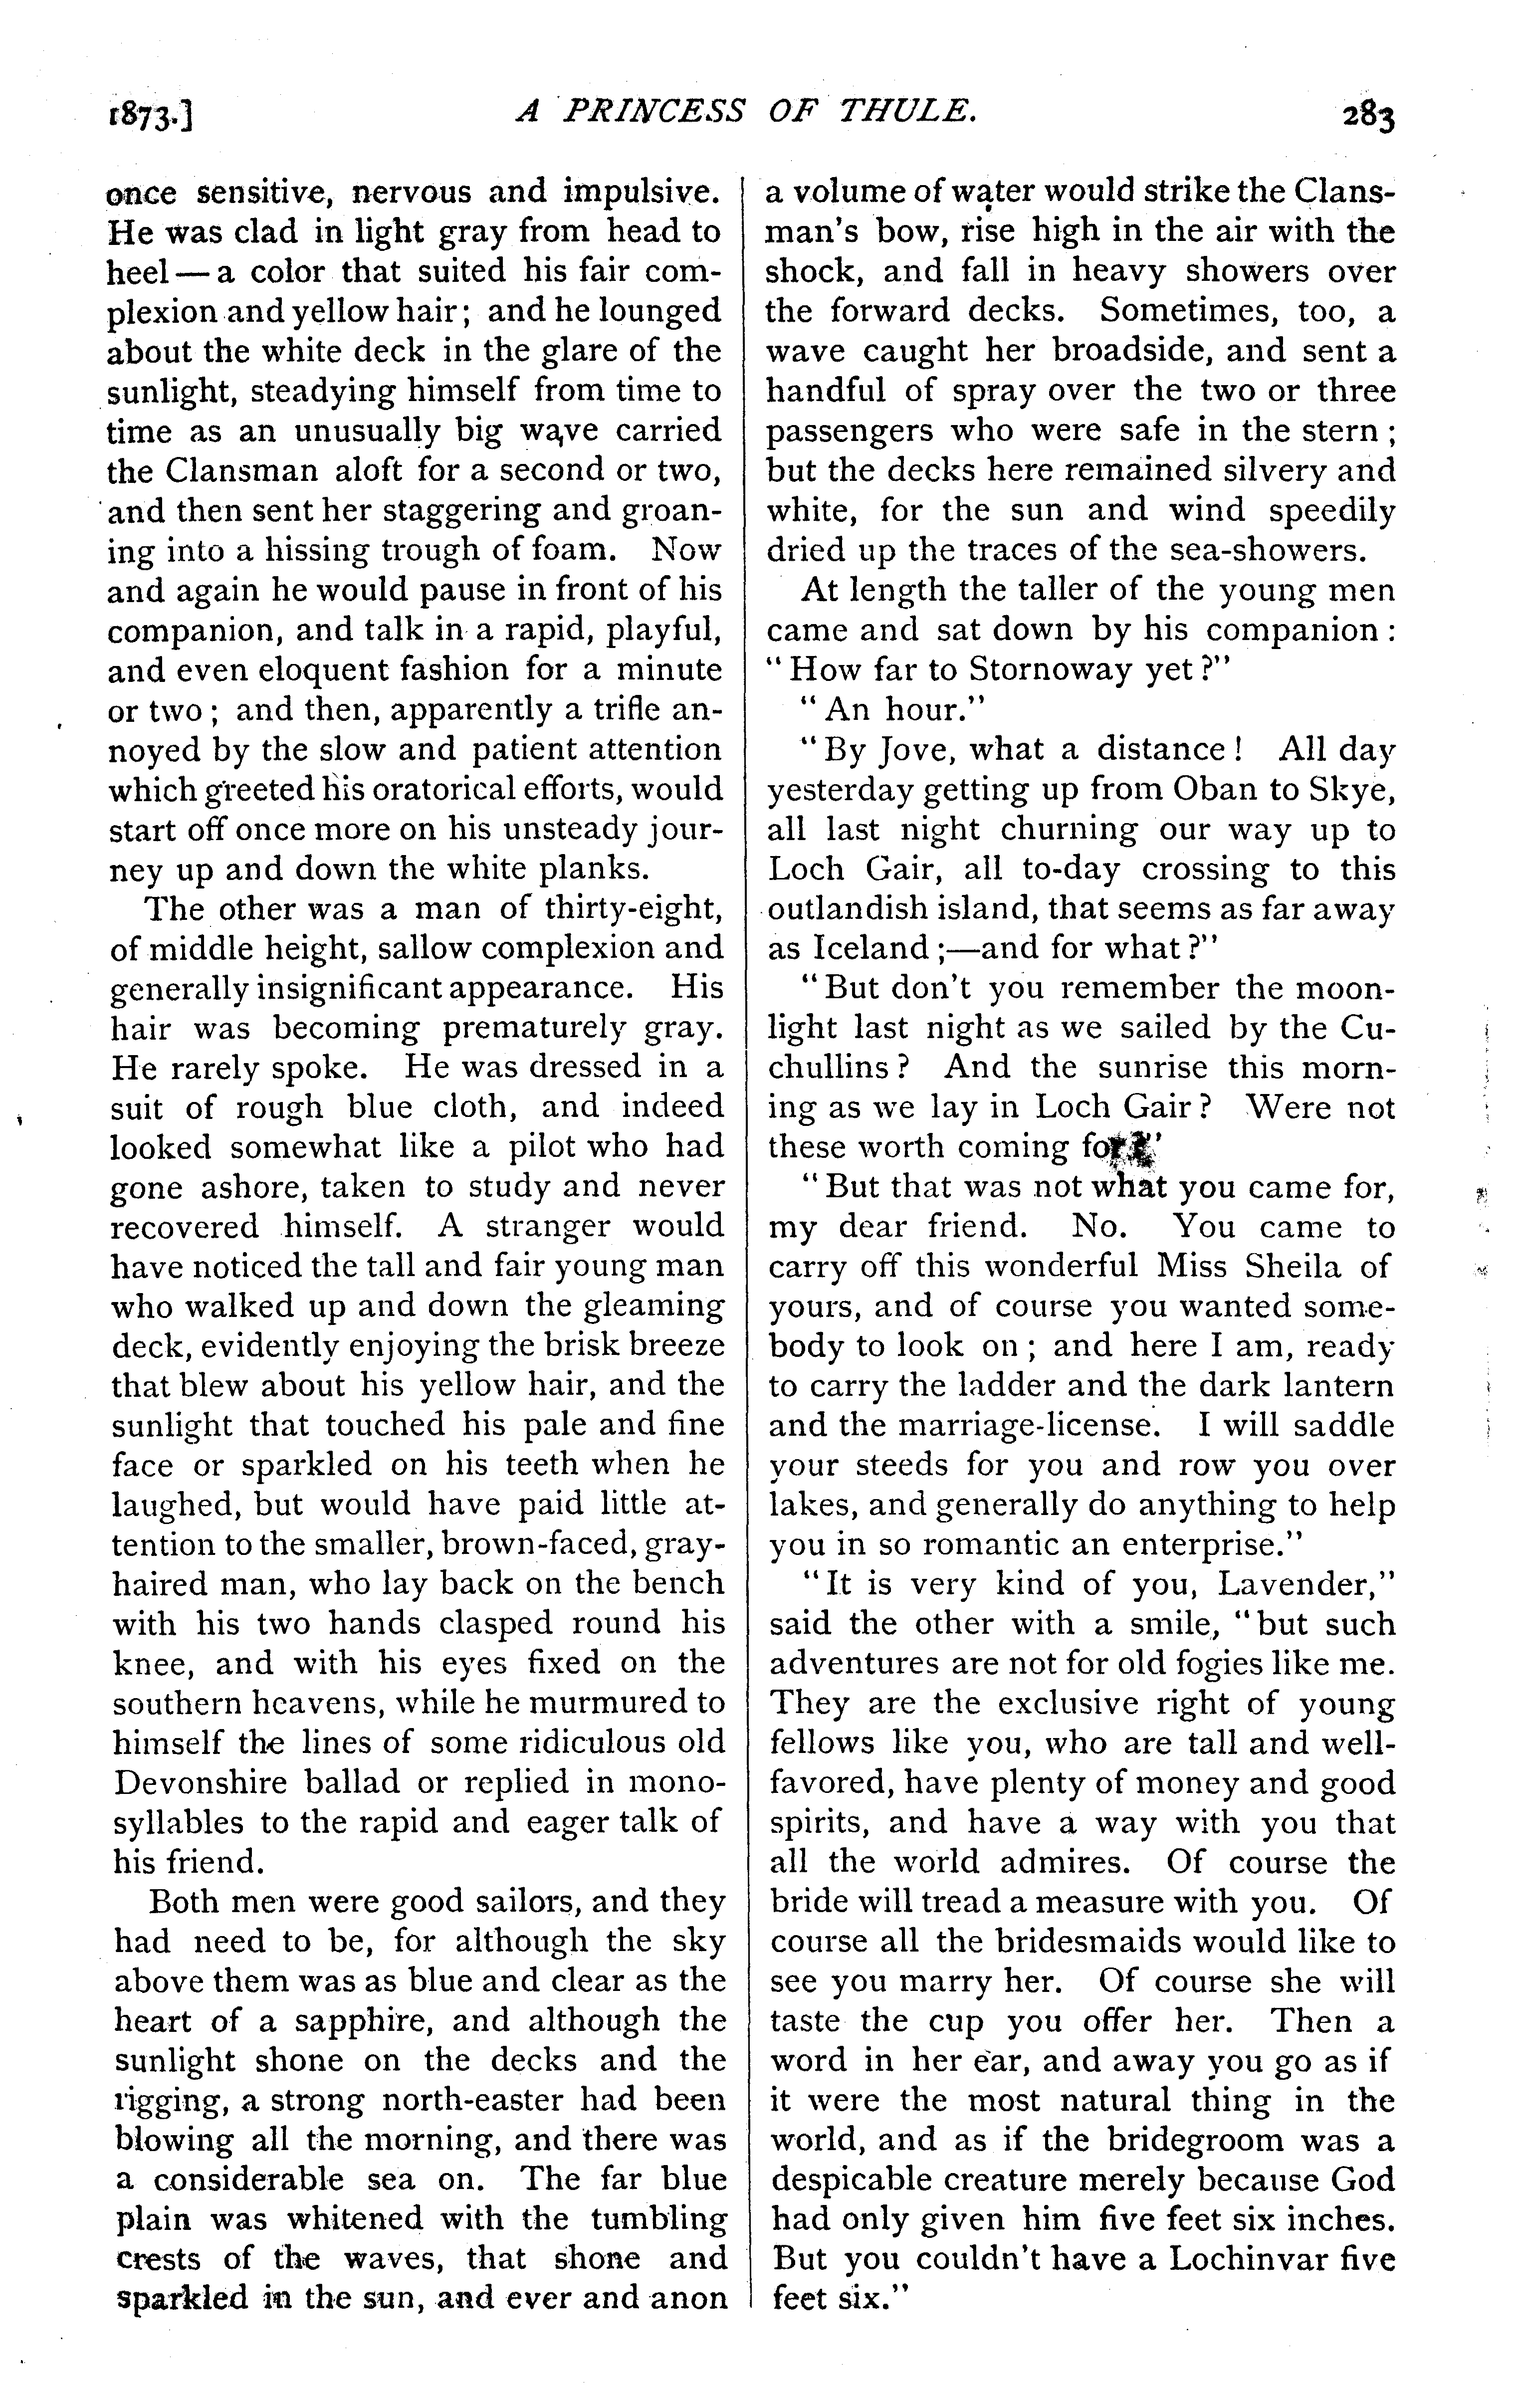 1873.] A PRINCESS OF THULE. 283
once sensitive, nervous and impulsive.
He was clad in light gray from head to
heel — a color that suited his fair com-
plexion and yellow hair; and he lounged
about the white deck in the glare of the
sunlight, steadying himself from time to
time as an unusually big wave carried
the Clansman aloft for a second or two,
and then sent her staggering and groan-
ing into a hissing trough of foam. Now
and again he would pause in front of his
companion, and talk in a rapid, playful,
and even eloquent fashion for a minute
or two; and then, apparently a trifle an-
noyed by the slow and patient attention
which greeted his oratorical efforts, would
start off once more on his unsteady jour-
ney up and down the white planks.
The other was a man of thirty-eight,
of middle height, sallow complexion and
generally insignificant appearance. His
hair was becoming prematurely gray.
He rarely spoke. He was dressed in a
suit of rough blue cloth, and indeed
looked somewhat like a pilot who had
gone ashore, taken to study and never
recovered himself. A stranger would
have noticed the tall and fair young man
who walked up and down the gleaming
deck, evidently enjoying the brisk breeze
that blew about his yellow hair, and the
sunlight that touched his pale and fine
face or sparkled on his teeth when he
laughed, but would have paid little at-
tention to the smaller, brown-faced, gray-
haired man, who lay back on the bench
with his two hands clasped round his
knee, and with his eyes fixed on the
southern heavens, while he murmured to
himself the lines of some ridiculous old
Devonshire ballad or replied in mono-
syllables to the rapid and eager talk of
his friend.
Both men were good sailors, and they
had need to be, for although the sky
above them was as blue and clear as the
heart of a sapphire, and although the
sunlight shone on the decks and the
rigging, a strong north-easter had been
blowing all the morning, and there was
a considerable sea on. The far blue
plain was whitened with the tumbling
crests of the waves, that shone and
sparkled in the sun, and ever and anon
a volume of water would strike the Clans-
man's bow, rise high in the air with the
shock, and fall in heavy showers over
the forward decks. Sometimes, too, a
wave caught her broadside, and sent a
handful of spray over the two or three
passengers who were safe in the stern;
but the decks here remained silvery and
white, for the sun and wind speedily
dried up the traces of the sea-showers.
At length the taller of the young men
came and sat down by his companion:
"How far to Stornoway yet?"
"An hour."
"By Jove, what a distance! All day
yesterday getting up from Oban to Skye,
all last night churning our way up to
Loch Gair, all to-day crossing to this
outlandish island, that seems as far away
as Iceland;—and for what?"
"But don't you remember the moon-
light last night as we sailed by the Cu-
chullins? And the sunrise this morn-
ing as we lay in Loch Gair? Were not
these worth coming for?"
"But that was not what you came for,
my dear friend. No. You came to
carry off this wonderful Miss Sheila of
yours, and of course you wanted some-
body to look on; and here I am, ready
to carry the ladder and the dark lantern
and the marriage-license. I will saddle
your steeds for you and row you over
lakes, and generally do anything to help
you in so romantic an enterprise."
"It is very kind of you, Lavender,"
said the other with a smile, "but such
adventures are not for old fogies like me.
They are the exclusive right of young
fellows like you, who are tall and well-
favored, have plenty of money and good
spirits, and have a way with you that
all the world admires. Of course the
bride will tread a measure with you. Of
course all the bridesmaids would like to
see you marry her. Of course she will
taste the cup you offer her. Then a
word in her ear, and away you go as if
it were the most natural thing in the
world, and as if the bridegroom was a
despicable creature merely because God
had only given him five feet six inches.
But you couldn't have a Lochinvar five
feet six."